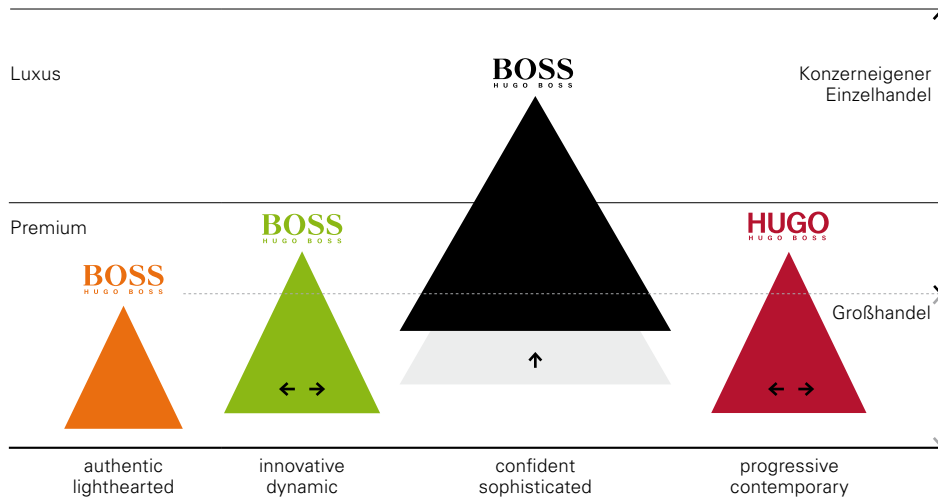 Luxus
BOSS
HUGO BOSS
Konzerneigener
Einzelhandel
Premium
BOSS
HUGO BOSS
HUGO
HUGO BOSS
BOSS
HUGO BOSS
Großhandel
authentic
lighthearted
innovative
dynamic
confident
sophisticated
progressive
contemporary